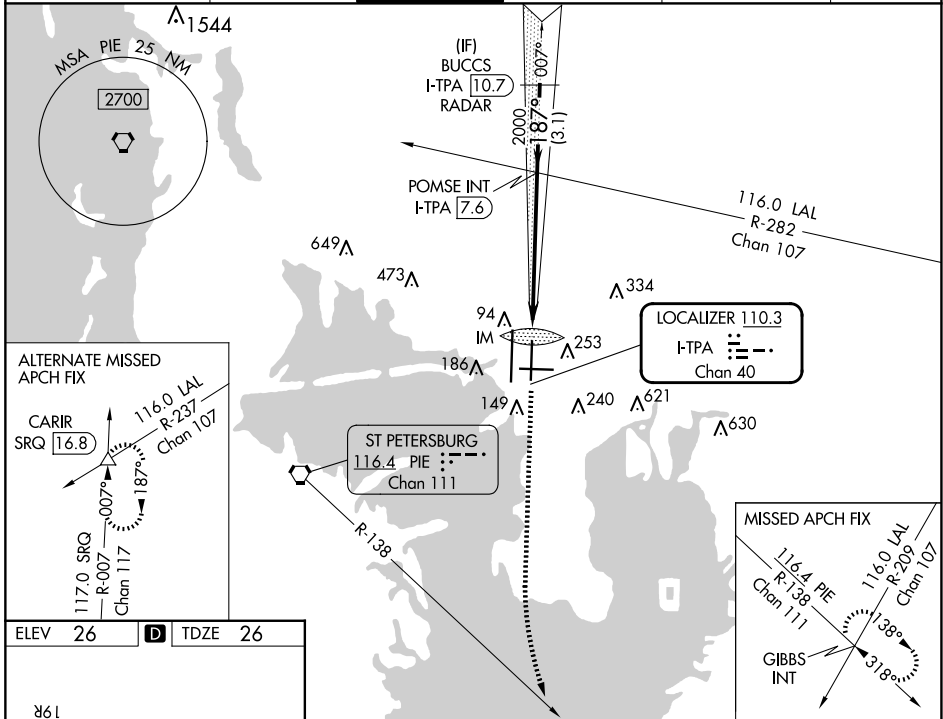 1544
MSA PIE 25 NM
2700
(IF)
BUCCS
I-TPA 10.7
RADAR
007°
2000
187°
(3.1)
POMSE INT
I-TPA 7.6
116.0 LAL
R-282
Chan 107
649
473
334
94
IM
253
186
149
240
621
630
LOCALIZER 110.3
I-TPA
Chan 40
ALTERNATE MISSED
APCH FIX
CARIR
SRQ 16.8
116.0 LAL
R-237
Chan 107
007°
187°
117.0 SRQ
R-007
Chan 117
ST PETERSBURG
116.4 PIE
Chan 111
R-138
MISSED APCH FIX
116.4 PIE
R-138
Chan 111
116.0 LAL
R-209
Chan 107
138°
318°
GIBBS
INT
ELEV 26 D TDZE 26
19R